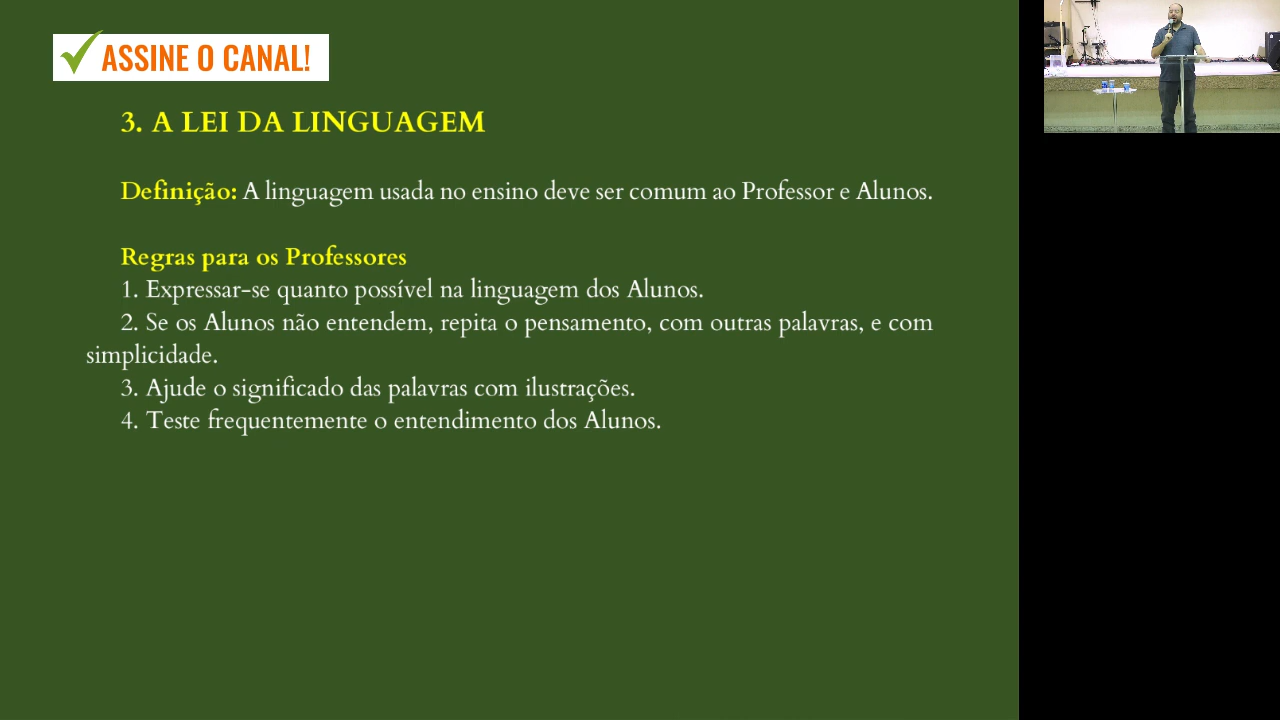 ASSINE O CANAL!
3. A LEI DA LINGUAGEM
Definição: A linguagem usada no ensino deve ser comum ao Professor e Alunos.
Regras para os Professores
1. Expressar-se quanto possível na linguagem dos Alunos.
2. Se os Alunos não entendem, repita o pensamento, com outras palavras, e com
simplicidade.
3. Ajude o significado das palavras com ilustrações.
4. Teste frequentemente o entendimento dos Alunos.